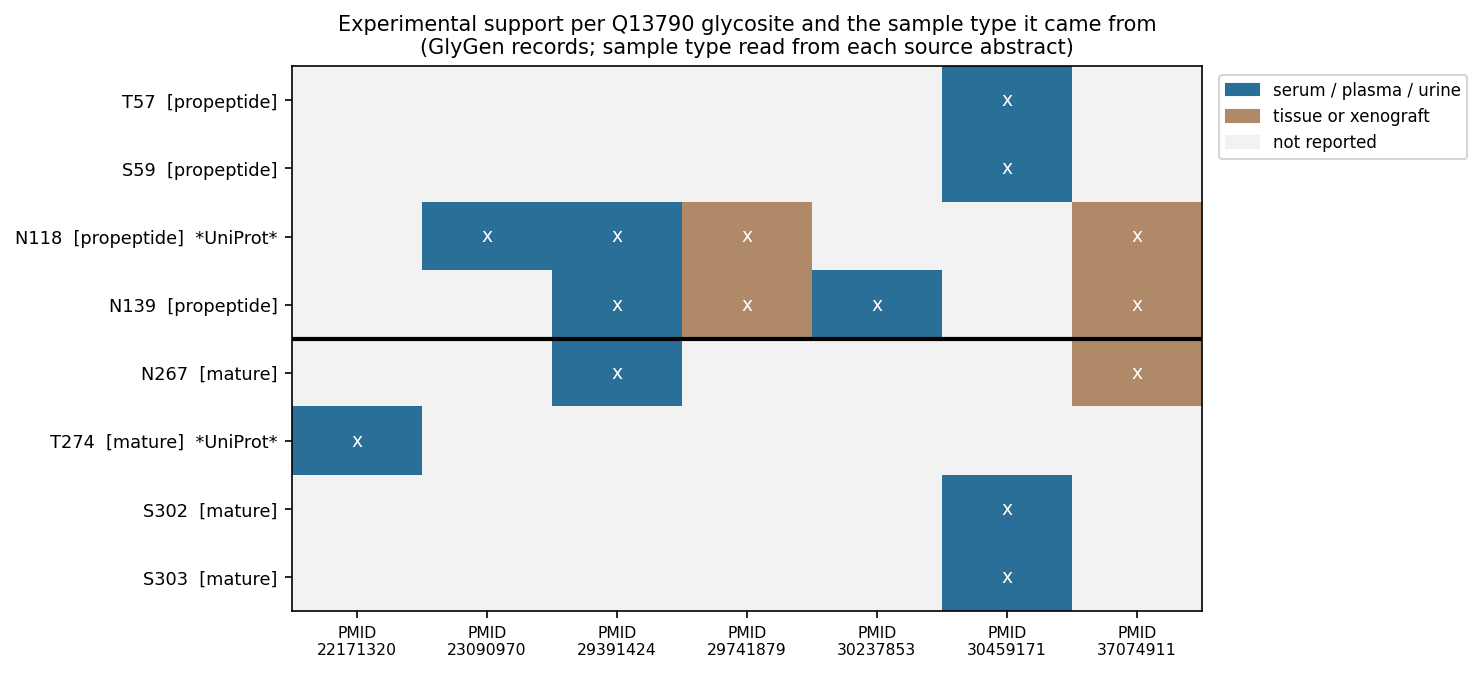 Experimental support per Q13790 glycosite and the sample type it came from
(GlyGen records; sample type read from each source abstract)
serum / plasma / urine
tissue or xenograft
not reported
T57 [propeptide]
x
S59 [propeptide]
x
N118 [propeptide] *UniProt*
x x x x
N139 [propeptide]
x x x x
N267 [mature]
x x
T274 [mature] *UniProt*
x
S302 [mature]
x
S303 [mature]
x
PMID PMID PMID PMID PMID PMID PMID
22171320 23090970 29391424 29741879 30237853 30459171 37074911